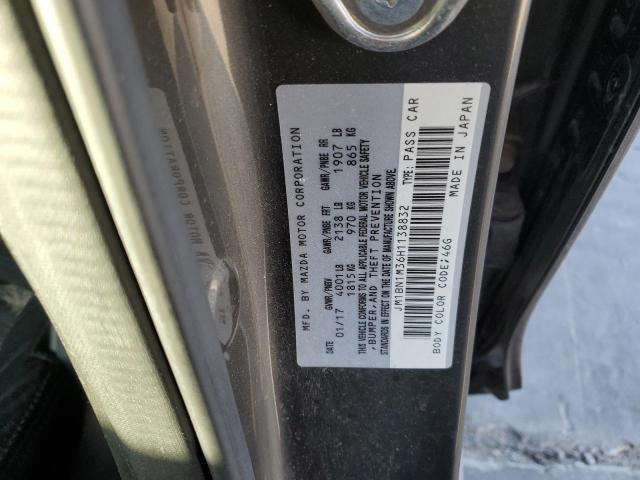 MFD. BY MAZDA MOTOR CORPORATION
DATE GVWR/PNBV GAWR/PNBE FRT GAWR/PNBE RR
01/17 4001LB 2138 LB 1907 LB
1815KG 970 KG 865 KG
THIS VEHICLE CONFORMS TO ALL APPLICABLE FEDERAL MOTOR VEHICLE SAFETY
,BUMPER,AND THEFT PREVENTION
STANDARDS IN EFFECT ON THE DATE OF MANUFACTURE SHOWN ABOVE.
JM1BN1M36H1138832 TYPE: PASS CAR
BODY COLOR CODE:46G MADE IN JAPAN
MOTOR CORPORATION